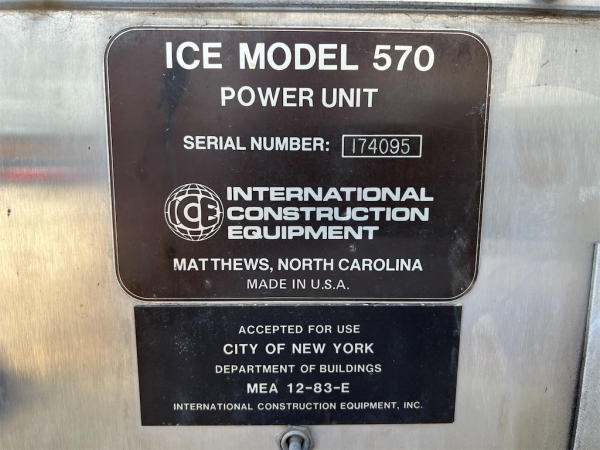 ICE MODEL 570
POWER UNIT
SERIAL NUMBER: 174095
ICE
INTERNATIONAL
CONSTRUCTION
EQUIPMENT
MATTHEWS, NORTH CAROLINA
MADE IN U.S.A.
ACCEPTED FOR USE
CITY OF NEW YORK
DEPARTMENT OF BUILDINGS
MEA 12-83-E
INTERNATIONAL CONSTRUCTION EQUIPMENT, INC.